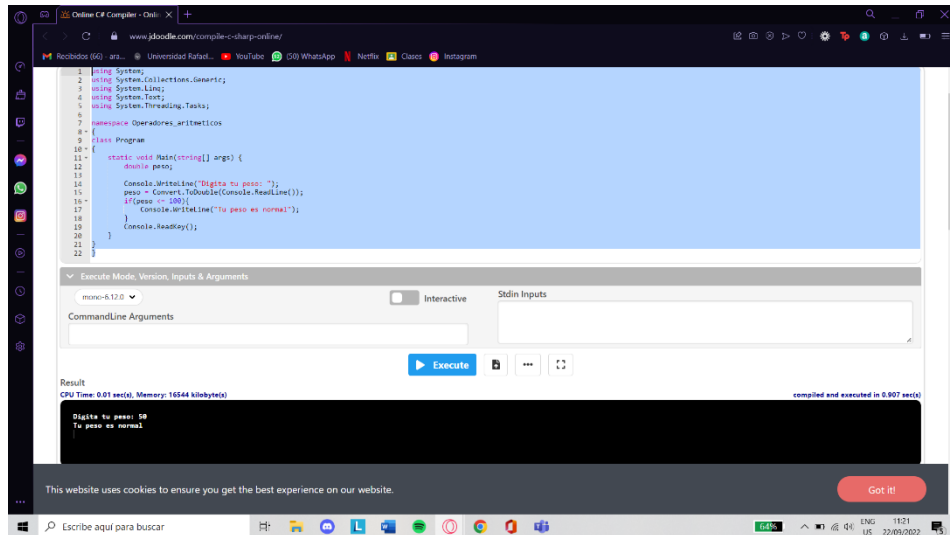 Online C# Compiler - Onlin
www.jdoodle.com/compile-c-sharp-online/
Recibidos (66) - ara... Universidad Rafael... YouTube (50) WhatsApp Netflix Clases Instagram
1 using System;
2 using System.Collections.Generic;
3 using System.Linq;
4 using System.Text;
5 using System.Threading.Tasks;
6
7 namespace Operadores_aritmeticos
8 {
9 class Program
10 {
11 static void Main(string[] args) {
12 double peso;
13
14 Console.WriteLine("Digita tu peso: ");
15 peso = Convert.ToDouble(Console.ReadLine());
16 if(peso <= 100){
17 Console.WriteLine("Tu peso es normal");
18 }
19 Console.ReadKey();
20 }
21 }
22 }
Execute Mode, Version, Inputs & Arguments
mono-6.12.0
Interactive
Stdin Inputs
CommandLine Arguments
Execute
Result
CPU Time: 0.01 sec(s), Memory: 16544 kilobyte(s) compiled and executed in 0.907 sec(s)
Digita tu peso: 50
Tu peso es normal
This website uses cookies to ensure you get the best experience on our website.
Got it!
Escribe aquí para buscar
64%
ENG 11:21
US 22/09/2022